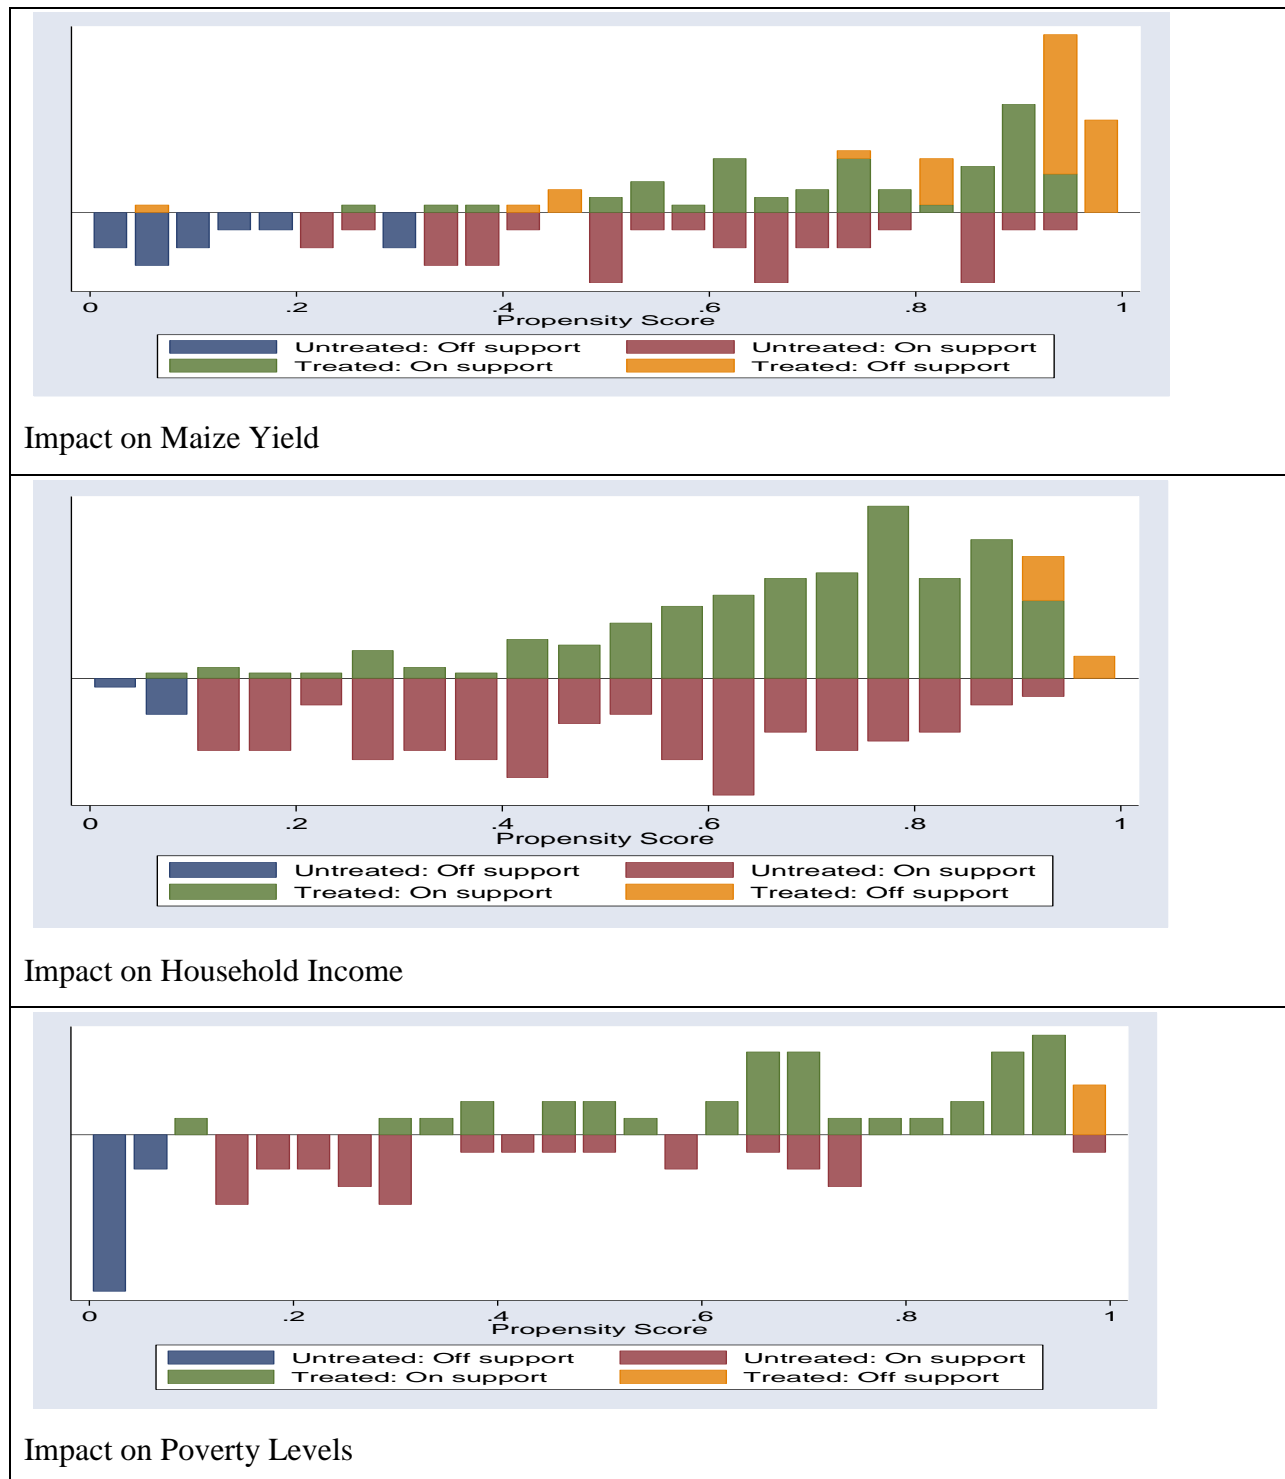 0 .2 .4 .6 .8 1
Propensity Score
Untreated: Off support Untreated: On support
Treated: On support Treated: Off support
Impact on Maize Yield
0 .2 .4 .6 .8 1
Propensity Score
Untreated: Off support Untreated: On support
Treated: On support Treated: Off support
Impact on Household Income
0 .2 .4 .6 .8 1
Propensity Score
Untreated: Off support Untreated: On support
Treated: On support Treated: Off support
Impact on Poverty Levels